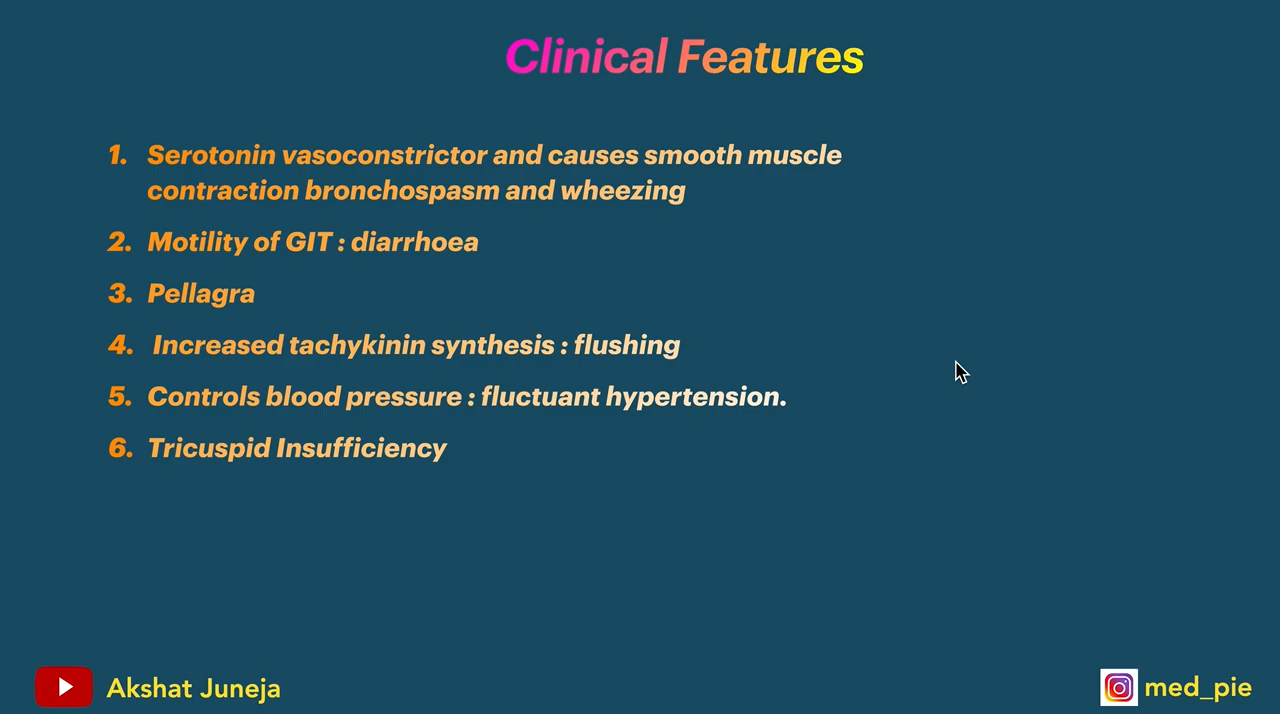 Clinical Features
1. Serotonin vasoconstrictor and causes smooth muscle
contraction bronchospasm and wheezing
2. Motility of GIT : diarrhoea
3. Pellagra
4. Increased tachykinin synthesis : flushing
5. Controls blood pressure : fluctuant hypertension.
6. Tricuspid Insufficiency
Akshat Juneja
med_pie